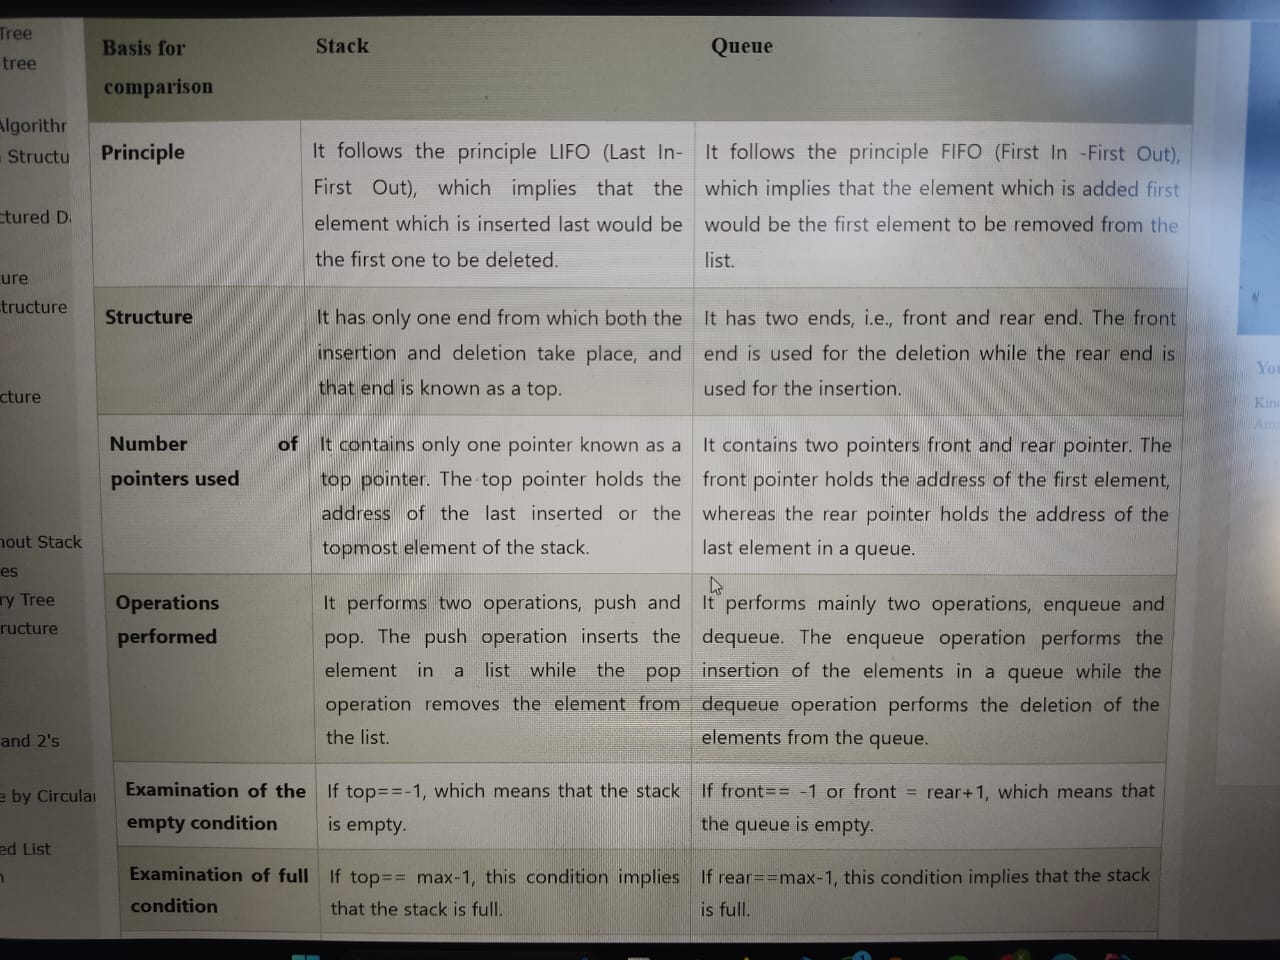 Tree
tree
Algorithr
Structu
ctured D
ure
tructure
cture
hout Stack
es
ry Tree
ructure
and 2's
e by Circular
ed List
Basis for
comparison
Stack
Queue
Principle
It follows the principle LIFO (Last In-
First Out), which implies that the
element which is inserted last would be
the first one to be deleted.
It follows the principle FIFO (First In -First Out),
which implies that the element which is added first
would be the first element to be removed from the
list.
Structure
It has only one end from which both the
insertion and deletion take place, and
that end is known as a top.
It has two ends, i.e., front and rear end. The front
end is used for the deletion while the rear end is
used for the insertion.
Number of
pointers used
It contains only one pointer known as a
top pointer. The top pointer holds the
address of the last inserted or the
topmost element of the stack.
It contains two pointers front and rear pointer. The
front pointer holds the address of the first element,
whereas the rear pointer holds the address of the
last element in a queue.
Operations
performed
It performs two operations, push and
pop. The push operation inserts the
element in a list while the pop
operation removes the element from
the list.
It performs mainly two operations, enqueue and
dequeue. The enqueue operation performs the
insertion of the elements in a queue while the
dequeue operation performs the deletion of the
elements from the queue.
Examination of the
empty condition
If top==-1, which means that the stack
is empty.
If front== -1 or front = rear+1, which means that
the queue is empty.
Examination of full
condition
If top== max-1, this condition implies
that the stack is full.
If rear==max-1, this condition implies that the stack
is full.
You
Kind